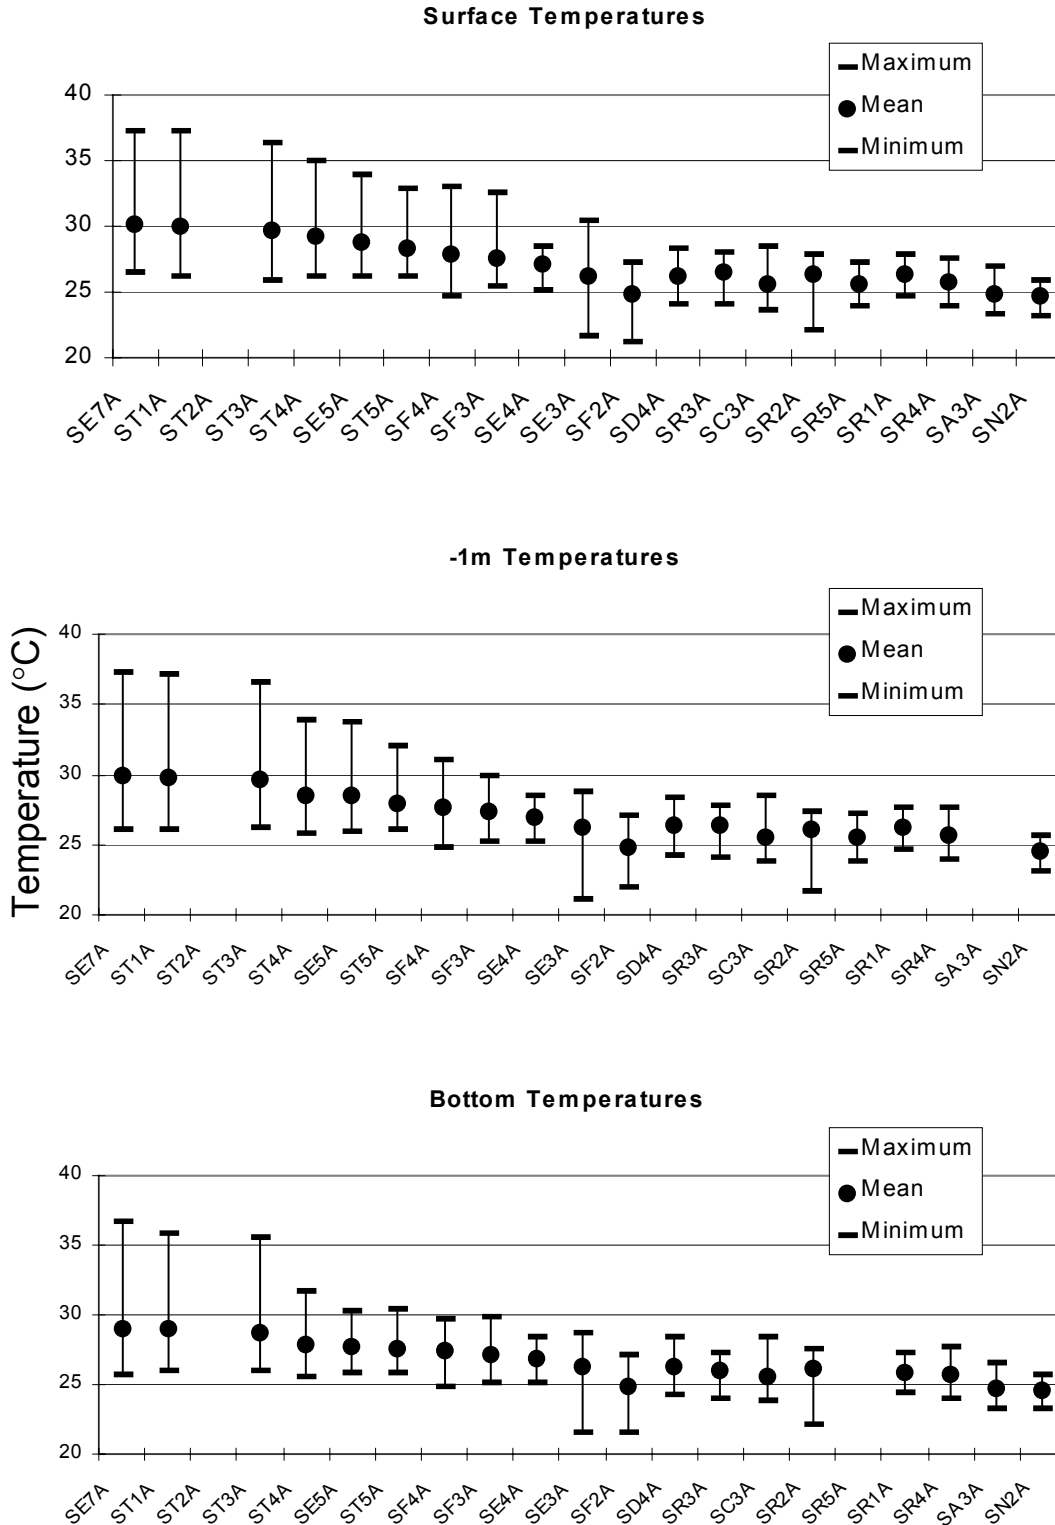 Surface Temperatures
Maximum
Mean
Minimum
40
35
30
25
20
SE7A ST1A ST2A ST3A ST4A SE5A ST5A SF4A SF3A SE4A SE3A SF2A SD4A SR3A SC3A SR2A SR5A SR1A SR4A SA3A SN2A
-1m Temperatures
Maximum
Mean
Minimum
Temperature (°C)
40
35
30
25
20
SE7A ST1A ST2A ST3A ST4A SE5A ST5A SF4A SF3A SE4A SE3A SF2A SD4A SR3A SC3A SR2A SR5A SR1A SR4A SA3A SN2A
Bottom Temperatures
Maximum
Mean
Minimum
40
35
30
25
20
SE7A ST1A ST2A ST3A ST4A SE5A ST5A SF4A SF3A SE4A SE3A SF2A SD4A SR3A SC3A SR2A SR5A SR1A SR4A SA3A SN2A